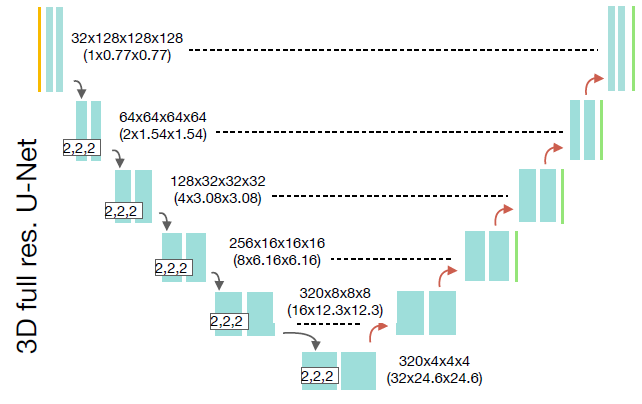 3D full res. U-Net
32x128x128x128
(1x0.77x0.77)
64x64x64x64
(2x1.54x1.54)
2,2,2
128x32x32x32
(4x3.08x3.08)
2,2,2
256x16x16x16
(8x6.16x6.16)
2,2,2
320x8x8x8
(16x12.3x12.3)
2,2,2
320x4x4x4
(32x24.6x24.6)
2,2,2